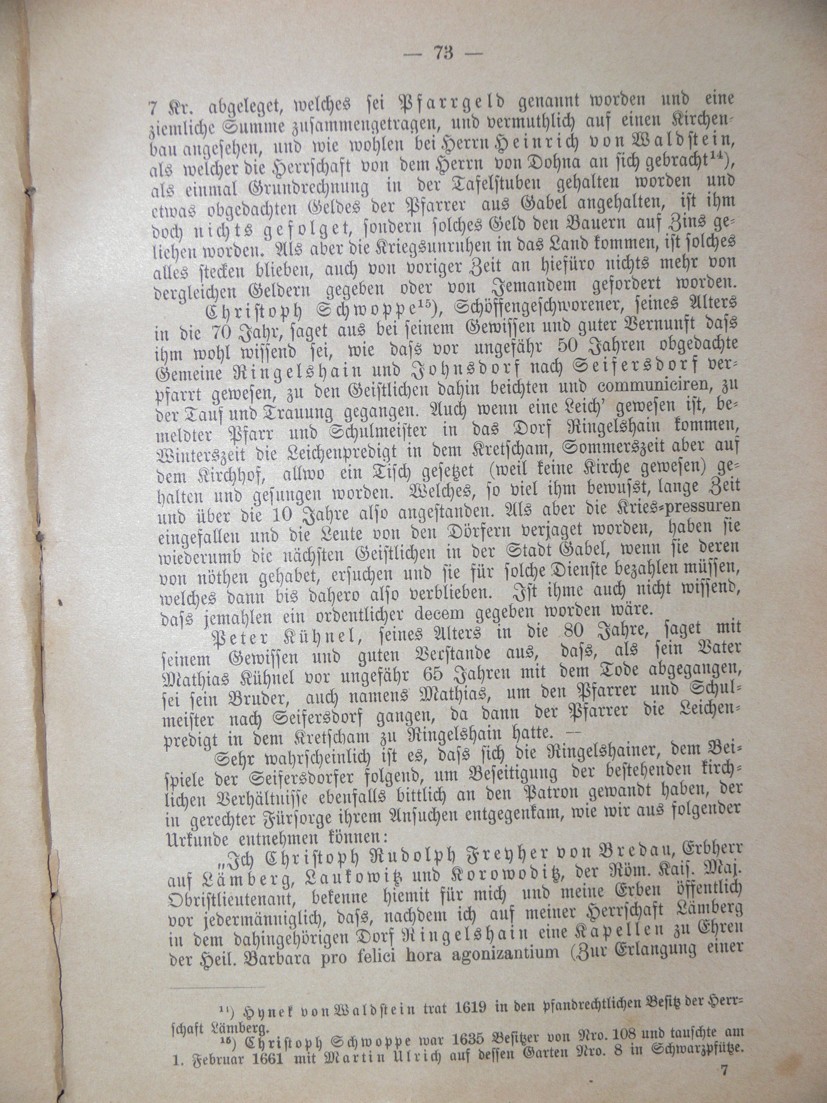 — 73 —
7 Kr. abgeleget, welches sei Pfarrgeld genannt worden und eine
ziemliche Summe zusammengetragen, und vermuthlich auf einen Kirchen-
bau angesehen, und wie wohlen bei Herrn Heinrich von Waldstein,
als welcher die Herrschaft von dem Herrn von Dohna an sich gebracht¹⁴),
als einmal Grundrechnung in der Tafelstuben gehalten worden und
etwas obgedachten Geldes der Pfarrer aus Gabel angehalten, ist ihm
doch nichts gefolget, sondern solches Geld den Bauern auf Zins ge-
liehen worden. Als aber die Kriegsunruhen in das Land kommen, ist solches
alles stecken blieben, auch von voriger Zeit an hiefüro nichts mehr von
dergleichen Geldern gegeben oder von Jemandem gefordert worden.
Christoph Schwoppe¹⁵), Schöffengeschworener, seines Alters
in die 70 Jahr, saget aus bei seinem Gewissen und guter Vernunft dass
ihm wohl wissend sei, wie dass vor ungefähr 50 Jahren obgedachte
Gemeine Ringelshain und Johnsdorf nach Seifersdorf ver-
pfarrt gewesen, zu den Geistlichen dahin beichten und communiciren, zu
der Tauf und Trauung gegangen. Auch wenn eine Leich' gewesen ist, be-
meldter Pfarr und Schulmeister in das Dorf Ringelshain kommen,
Winterszeit die Leichenpredigt in dem Kretscham, Sommerszeit aber auf
dem Kirchhof, allwo ein Tisch gesetzet (weil keine Kirche gewesen) ge-
halten und gesungen worden. Welches, so viel ihm bewusst, lange Zeit
und über die 10 Jahre also angestanden. Als aber die Kries-pressuren
eingefallen und die Leute von den Dörfern verjaget worden, haben sie
wiederumb die nächsten Geistlichen in der Stadt Gabel, wenn sie deren
von nöthen gehabet, ersuchen und sie für solche Dienste bezahlen müssen,
welches dann bis dahero also verblieben. Ist ihme auch nicht wissend,
dass jemahlen ein ordentlicher decem gegeben worden wäre.
Peter Kühnel, seines Alters in die 80 Jahre, saget mit
seinem Gewissen und guten Verstande aus, dass, als sein Vater
Mathias Kühnel vor ungefähr 65 Jahren mit dem Tode abgegangen,
sei sein Bruder, auch namens Mathias, um den Pfarrer und Schul-
meister nach Seifersdorf gangen, da dann der Pfarrer die Leichen-
predigt in dem Kretscham zu Ringelshain hatte. —
Sehr wahrscheinlich ist es, dass sich die Ringelshainer, dem Bei-
spiele der Seifersdorfer folgend, um Beseitigung der bestehenden kirch-
lichen Verhältnisse ebenfalls bittlich an den Patron gewandt haben, der
in gerechter Fürsorge ihrem Ansuchen entgegenkam, wie wir aus folgender
Urkunde entnehmen können:
„Ich Christoph Rudolph Freyher von Bredau, Erbherr
auf Lämberg, Laukowitz und Korowoditz, der Röm. Kais. Maj.
Obristlieutenant, bekenne hiemit für mich und meine Erben öffentlich
vor jedermänniglich, dass, nachdem ich auf meiner Herrschaft Lämberg
in dem dahingehörigen Dorf Ringelshain eine Kapellen zu Ehren
der Heil. Barbara pro felici hora agonizantium (Zur Erlangung einer
¹⁴) Hynek von Waldstein trat 1619 in den pfandrechtlichen Besitz der Herr-
schaft Lämberg.
¹⁵) Christoph Schwoppe war 1635 Besitzer von Nro. 108 und tauschte am
1. Februar 1661 mit Martin Ulrich auf dessen Garten Nro. 8 in Schwarzpfütze.
7